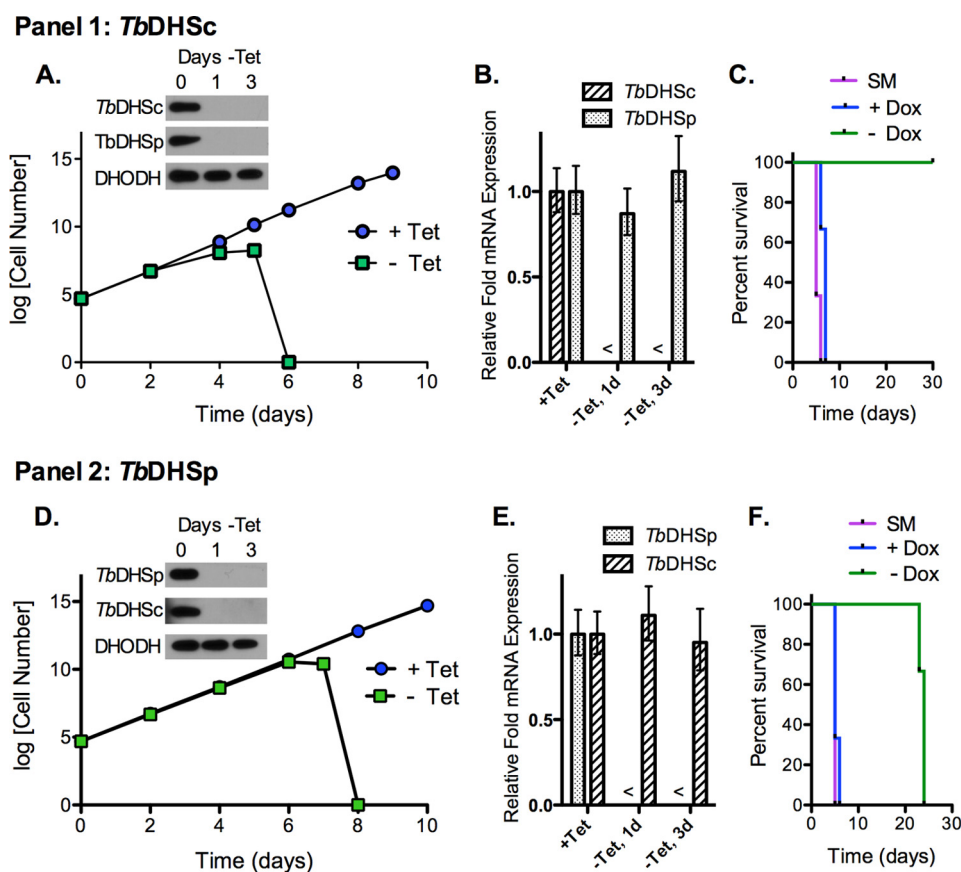 Panel 1: TbDHSc
A.
Days -Tet
0 1 3
TbDHSc
TbDHSp
DHODH
15
10
5
0
log [Cell Number]
+ Tet
- Tet
0 2 4 6 8 10
Time (days)
B.
TbDHSc
TbDHSp
Relative Fold mRNA Expression
1.0
0.5
0.0
< <
+Tet
-Tet, 1d
-Tet, 3d
C.
SM
+ Dox
- Dox
Percent survival
100
80
60
40
20
0
0 10 20 30
Time (days)
Panel 2: TbDHSp
D.
Days -Tet
0 1 3
TbDHSp
TbDHSc
DHODH
15
10
5
0
log [Cell Number]
+ Tet
- Tet
0 2 4 6 8 10
Time (days)
E.
TbDHSp
TbDHSc
Relative Fold mRNA Expression
1.0
0.5
0.0
< <
+Tet
-Tet, 1d
-Tet, 3d
F.
SM
+ Dox
- Dox
Percent survival
100
80
60
40
20
0
0 10 20 30
Time (days)